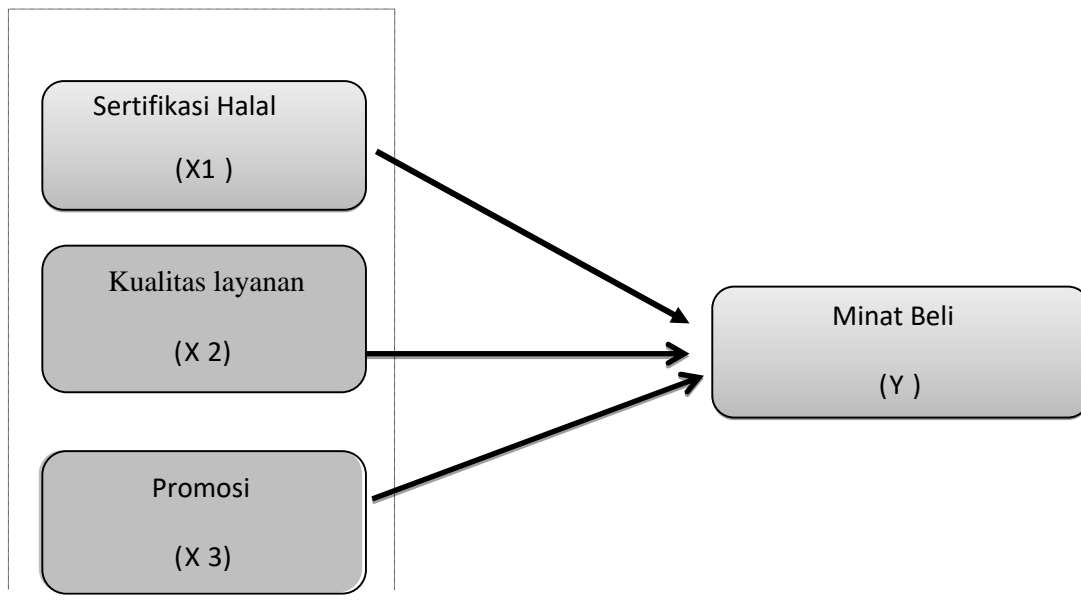 Sertifikasi Halal
(X1 )
Kualitas layanan
(X 2)
Minat Beli
(Y )
Promosi
(X 3)